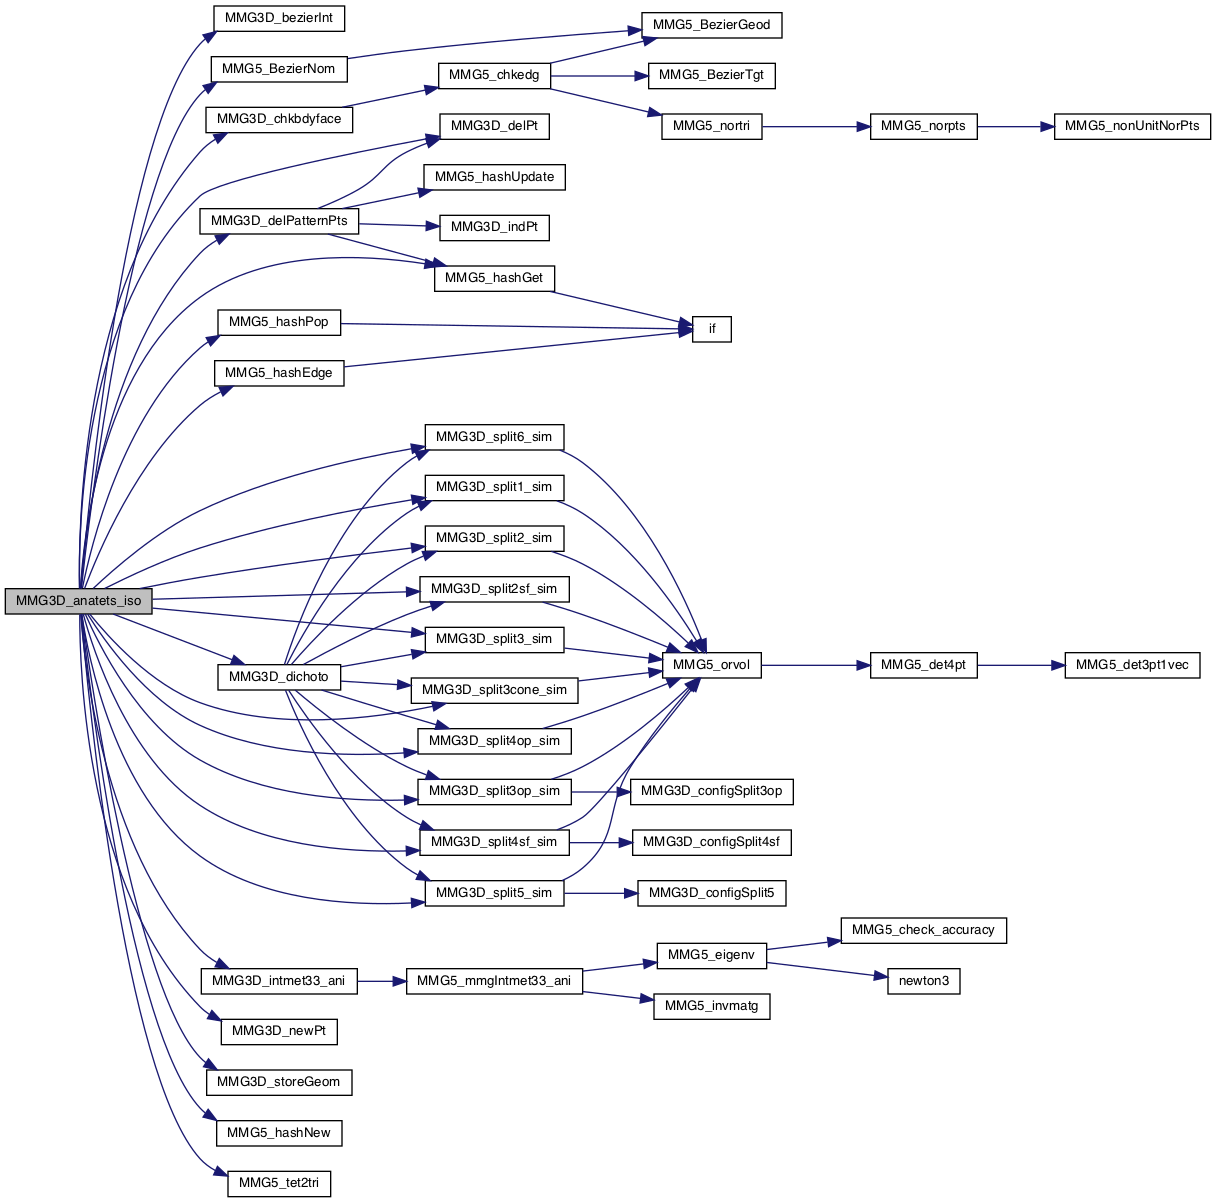 MMG3D_bezierInt
MMG5_BezierGeod
MMG5_BezierNom
MMG5_chkedg
MMG5_BezierTgt
MMG3D_chkbdyface
MMG3D_delPt
MMG5_nortri
MMG5_norpts
MMG5_nonUnitNorPts
MMG5_hashUpdate
MMG3D_delPatternPts
MMG3D_indPt
MMG5_hashGet
MMG5_hashPop
if
MMG5_hashEdge
MMG3D_split6_sim
MMG3D_split1_sim
MMG3D_split2_sim
MMG3D_split2sf_sim
MMG3D_anatets_iso
MMG3D_split3_sim
MMG5_orvol
MMG5_det4pt
MMG5_det3pt1vec
MMG3D_dichoto
MMG3D_split3cone_sim
MMG3D_split4op_sim
MMG3D_split3op_sim
MMG3D_configSplit3op
MMG3D_split4sf_sim
MMG3D_configSplit4sf
MMG3D_split5_sim
MMG3D_configSplit5
MMG5_check_accuracy
MMG5_eigenv
MMG3D_intmet33_ani
MMG5_mmgIntmet33_ani
newton3
MMG5_invmatg
MMG3D_newPt
MMG3D_storeGeom
MMG5_hashNew
MMG5_tet2tri